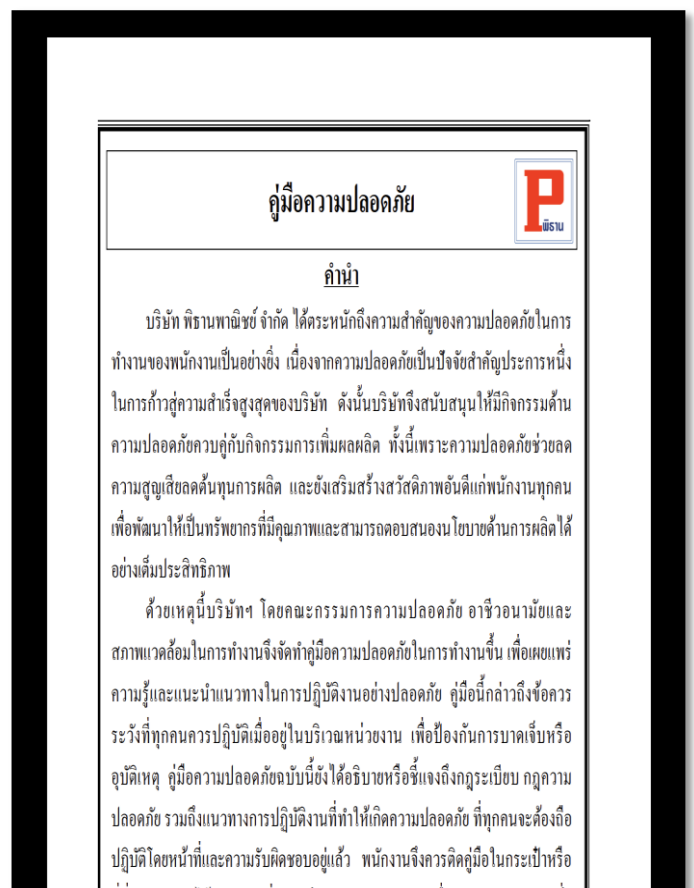 คู่มือความปลอดภัย
P
พิธาน
คำนำ
บริษัท พิธานพาณิชย์ จำกัด ได้ตระหนักถึงความสำคัญของความปลอดภัยในการ
ทำงานของพนักงานเป็นอย่างยิ่ง เนื่องจากความปลอดภัยเป็นปัจจัยสำคัญประการหนึ่ง
ในการก้าวสู่ความสำเร็จสูงสุดของบริษัท ดังนั้นบริษัทจึงสนับสนุนให้มีกิจกรรมด้าน
ความปลอดภัยควบคู่กับกิจกรรมการเพิ่มผลผลิต ทั้งนี้เพราะความปลอดภัยช่วยลด
ความสูญเสียลดต้นทุนการผลิต และยังเสริมสร้างสวัสดิภาพอันดีแก่พนักงานทุกคน
เพื่อพัฒนาให้เป็นทรัพยากรที่มีคุณภาพและสามารถตอบสนองนโยบายด้านการผลิตได้
อย่างเต็มประสิทธิภาพ
ด้วยเหตุนี้บริษัทฯ โดยคณะกรรมการความปลอดภัย อาชีวอนามัยและ
สภาพแวดล้อมในการทำงานจึงจัดทำคู่มือความปลอดภัยในการทำงานขึ้น เพื่อเผยแพร่
ความรู้และแนะนำแนวทางในการปฏิบัติงานอย่างปลอดภัย คู่มือนี้กล่าวถึงข้อควร
ระวังที่ทุกคนควรปฏิบัติเมื่ออยู่ในบริเวณหน่วยงาน เพื่อป้องกันการบาดเจ็บหรือ
อุบัติเหตุ คู่มือความปลอดภัยฉบับนี้ยังได้อธิบายหรือชี้แจงถึงกฎระเบียบ กฎความ
ปลอดภัย รวมถึงแนวทางการปฏิบัติงานที่ทำให้เกิดความปลอดภัย ที่ทุกคนจะต้องถือ
ปฏิบัติโดยหน้าที่และความรับผิดชอบอยู่แล้ว พนักงานจึงควรติดคู่มือในกระเป๋าหรือ